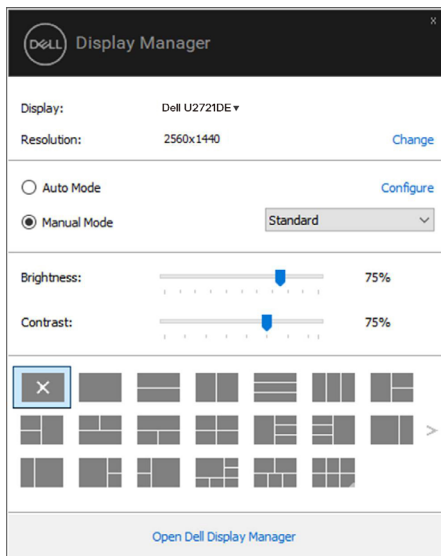 x
DELL Display Manager
Display: Dell U2721DE ▾
Resolution: 2560x1440 Change
Auto Mode Configure
Manual Mode Standard
Brightness: 75%
Contrast: 75%
Open Dell Display Manager